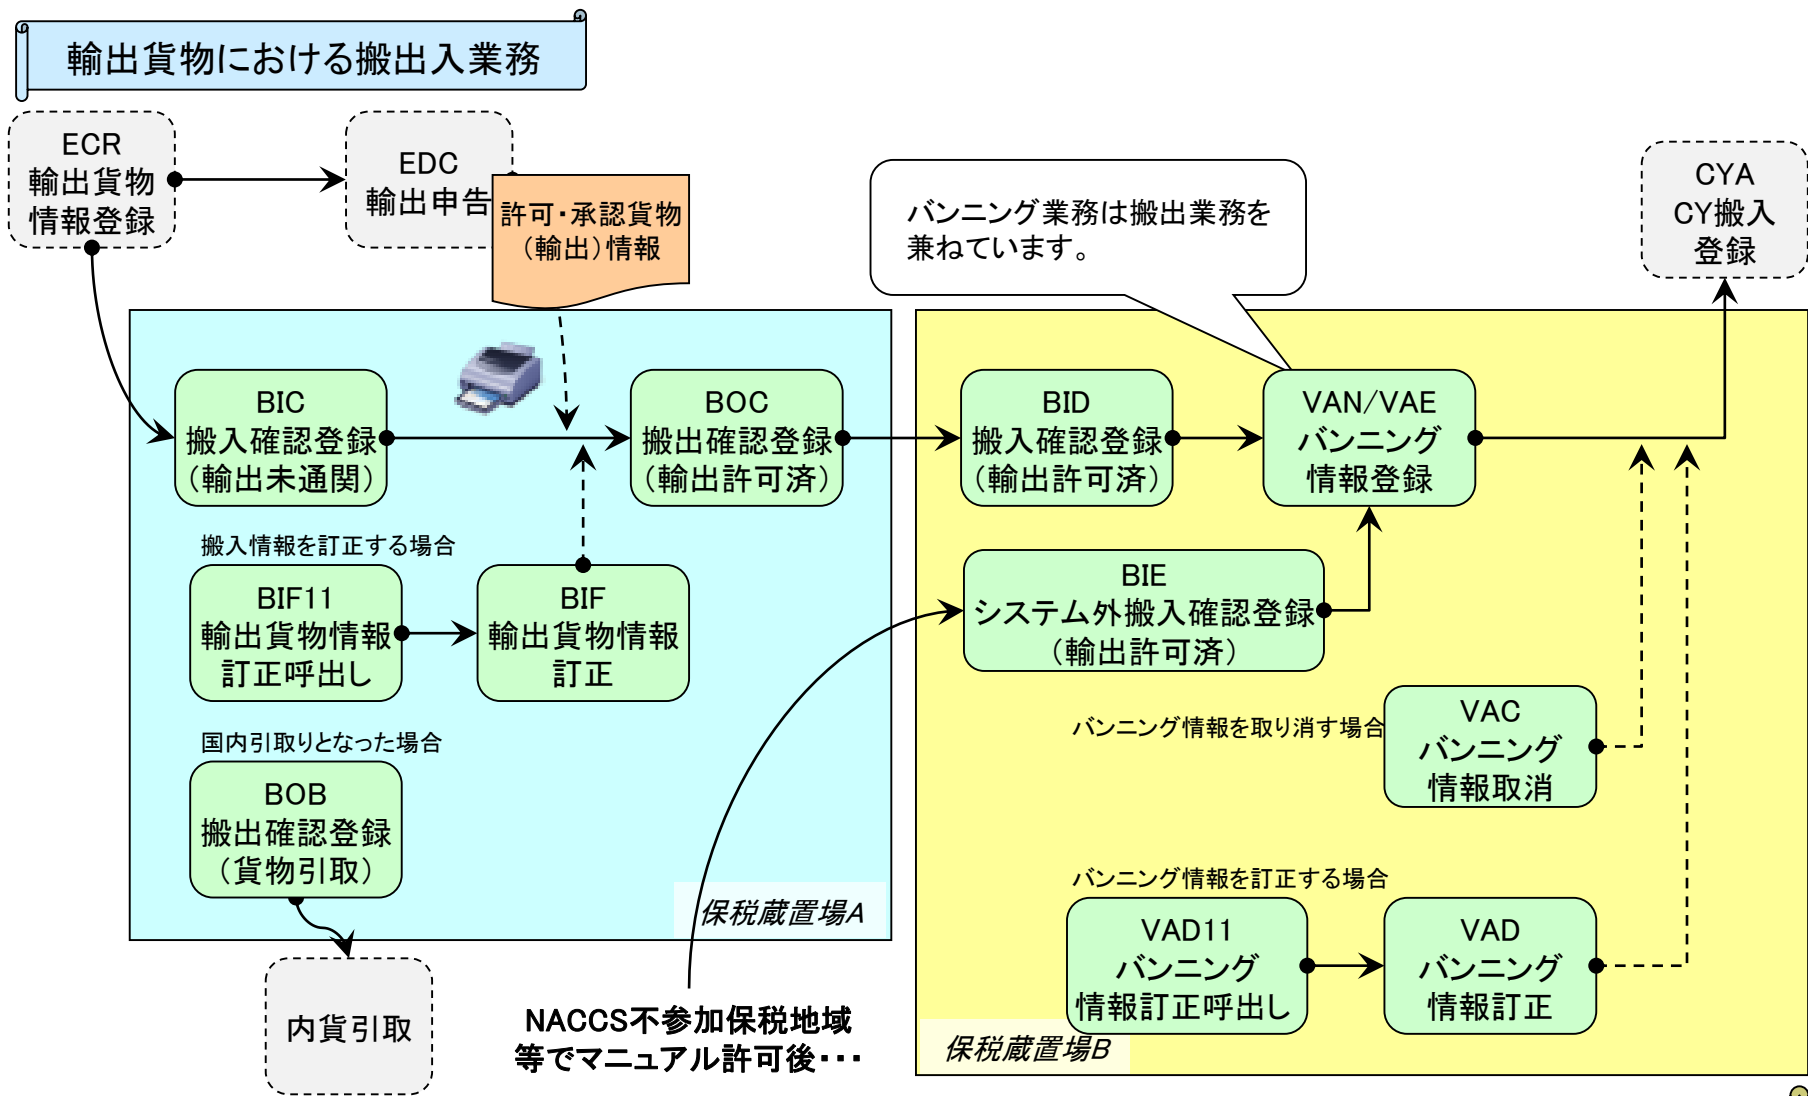 輸出貨物における搬出入業務
ECR
輸出貨物
情報登録
EDC
輸出申告
許可・承認貨物
（輸出）情報
バンニング業務は搬出業務を
兼ねています。
CYA
CY搬入
登録
BIC
搬入確認登録
（輸出未通関）
BOC
搬出確認登録
（輸出許可済）
BID
搬入確認登録
（輸出許可済）
VAN/VAE
バンニング
情報登録
搬入情報を訂正する場合
BIF11
輸出貨物情報
訂正呼出し
BIF
輸出貨物情報
訂正
BIE
システム外搬入確認登録
（輸出許可済）
国内引取りとなった場合
BOB
搬出確認登録
（貨物引取）
保税蔵置場A
バンニング情報を取り消す場合
VAC
バンニング
情報取消
バンニング情報を訂正する場合
VAD11
バンニング
情報訂正呼出し
VAD
バンニング
情報訂正
保税蔵置場B
内貨引取
NACCS不参加保税地域
等でマニュアル許可後・・・